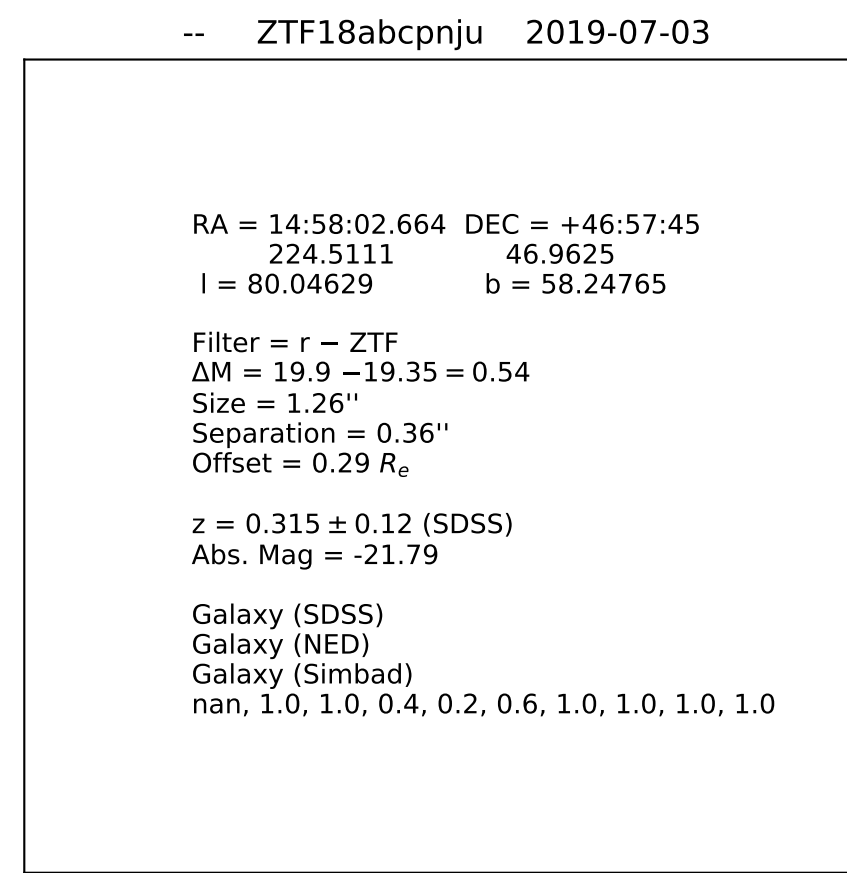 -- ZTF18abcpnju 2019-07-03
RA = 14:58:02.664 DEC = +46:57:45
224.5111 46.9625
l = 80.04629 b = 58.24765
Filter = r − ZTF
ΔM = 19.9 −19.35 = 0.54
Size = 1.26''
Separation = 0.36''
Offset = 0.29 Rₑ
z = 0.315 ± 0.12 (SDSS)
Abs. Mag = -21.79
Galaxy (SDSS)
Galaxy (NED)
Galaxy (Simbad)
nan, 1.0, 1.0, 0.4, 0.2, 0.6, 1.0, 1.0, 1.0, 1.0